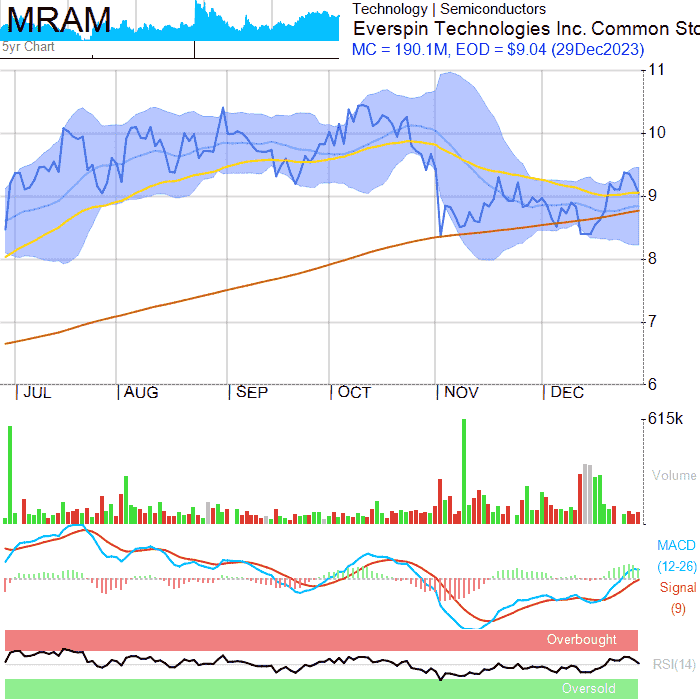 MRAM
5yr Chart
Technology | Semiconductors
Everspin Technologies Inc. Common Sto
MC = 190.1M, EOD = $9.04 (29Dec2023)
11
10
9
8
7
6
JUL AUG SEP OCT NOV DEC
615k
Volume
MACD
(12-26)
Signal
(9)
Overbought
RSI(14)
Oversold